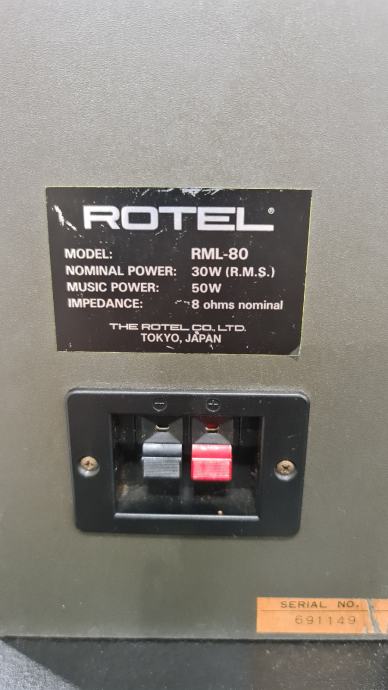 ROTEL®
MODEL: RML-80
NOMINAL POWER: 30W (R.M.S.)
MUSIC POWER: 50W
IMPEDANCE: 8 ohms nominal
THE ROTEL CO., LTD.
TOKYO, JAPAN
− +
SERIAL NO.
691149